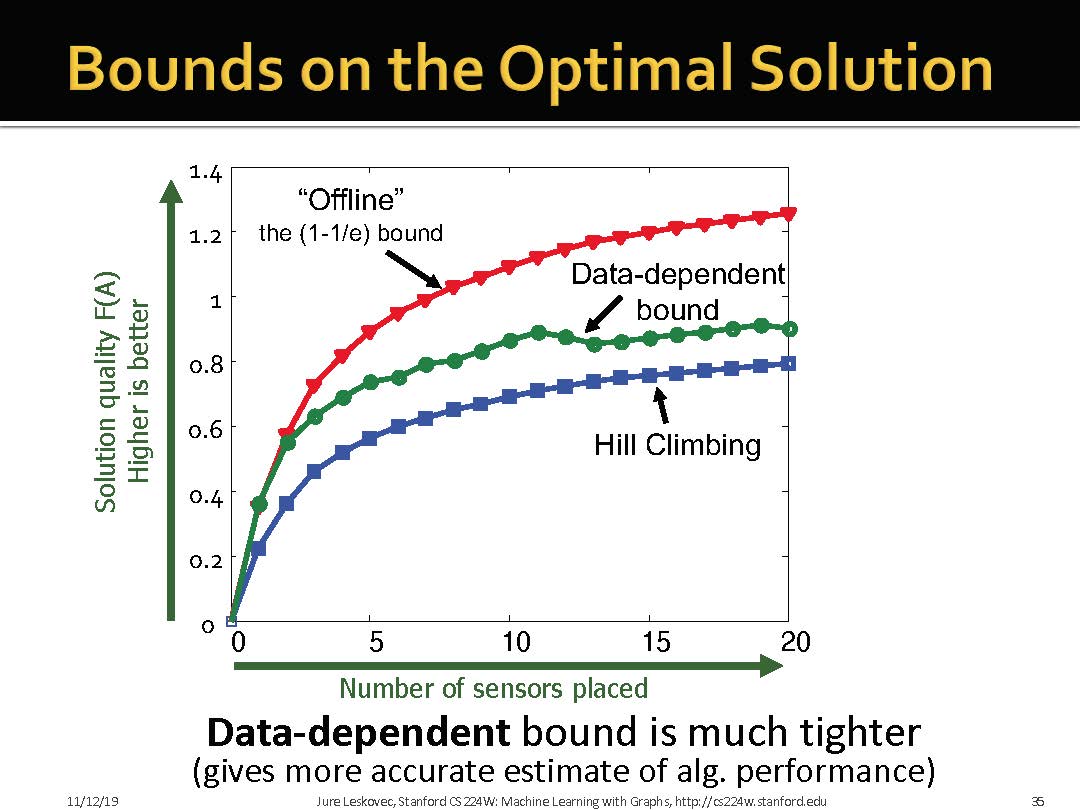 Bounds on the Optimal Solution
1.4
1.2
1
0.8
0.6
0.4
0.2
0
Solution quality F(A)
Higher is better
“Offline”
the (1-1/e) bound
Data-dependent
bound
Hill Climbing
0 5 10 15 20
Number of sensors placed
Data-dependent bound is much tighter
(gives more accurate estimate of alg. performance)
11/12/19 Jure Leskovec, Stanford CS224W: Machine Learning with Graphs, http://cs224w.stanford.edu 35